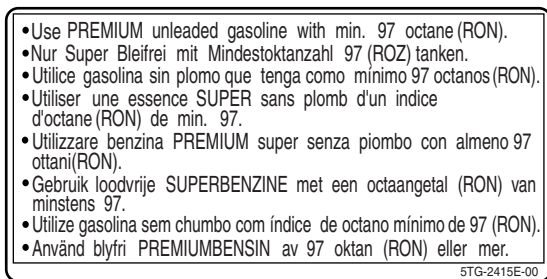 •Use PREMIUM unleaded gasoline with min. 97 octane (RON).
•Nur Super Bleifrei mit Mindestoktanzahl 97 (ROZ) tanken.
•Utilice gasolina sin plomo que tenga como mínimo 97 octanos (RON).
•Utiliser une essence SUPER sans plomb d'un indice
d'octane (RON) de min. 97.
•Utilizzare benzina PREMIUM super senza piombo con almeno 97
ottani(RON).
•Gebruik loodvrije SUPERBENZINE met een octaangetal (RON) van
minstens 97.
•Utilize gasolina sem chumbo com índice de octano mínimo de 97 (RON).
•Använd blyfri PREMIUMBENSIN av 97 oktan (RON) eller mer.
5TG-2415E-00